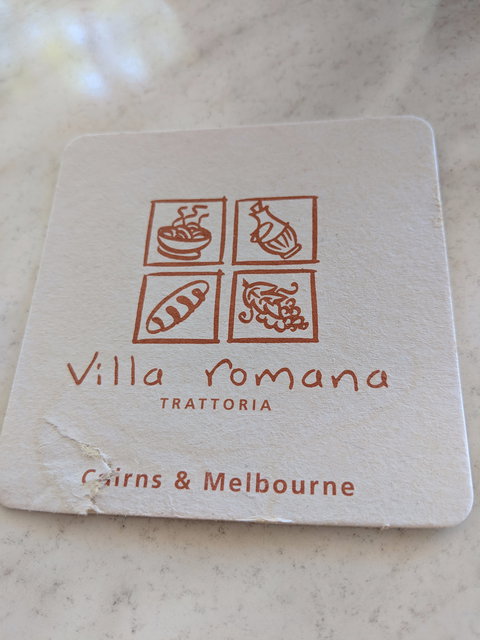 Villa romana
TRATTORIA
Cairns & Melbourne